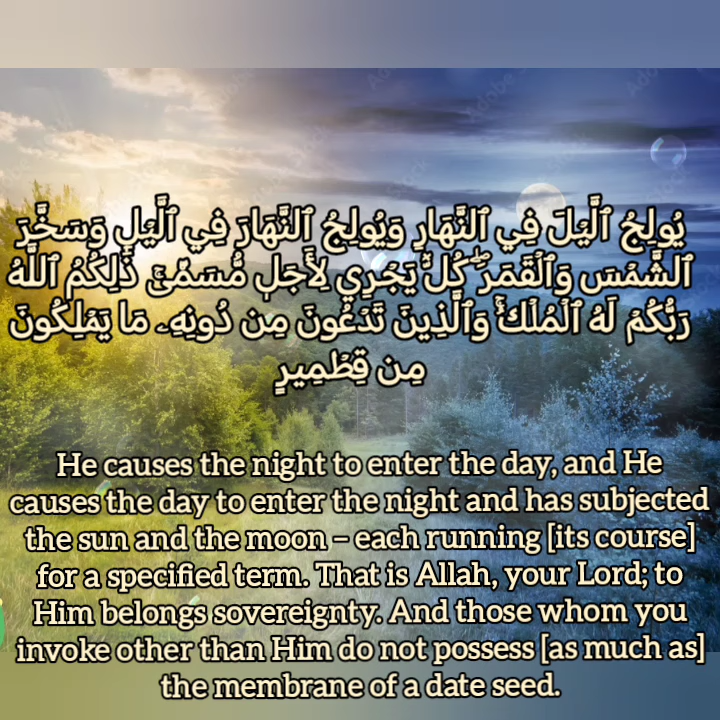 يُولِجُ ٱلَّيْلَ فِي ٱلنَّهَارِ وَيُولِجُ ٱلنَّهَارَ فِي ٱلَّيْلِ وَسَخَّرَ
ٱلشَّمْسَ وَٱلْقَمَرَۖ كُلٌّ يَجْرِي لِأَجَلٍ مُّسَمًّىۚ ذَٰلِكُمُ ٱللَّهُ
رَبُّكُمْ لَهُ ٱلْمُلْكُۚ وَٱلَّذِينَ تَدْعُونَ مِن دُونِهِۦ مَا يَمْلِكُونَ
مِن قِطْمِيرٍ
He causes the night to enter the day, and He
causes the day to enter the night and has subjected
the sun and the moon – each running [its course]
for a specified term. That is Allah, your Lord; to
Him belongs sovereignty. And those whom you
invoke other than Him do not possess [as much as]
the membrane of a date seed.